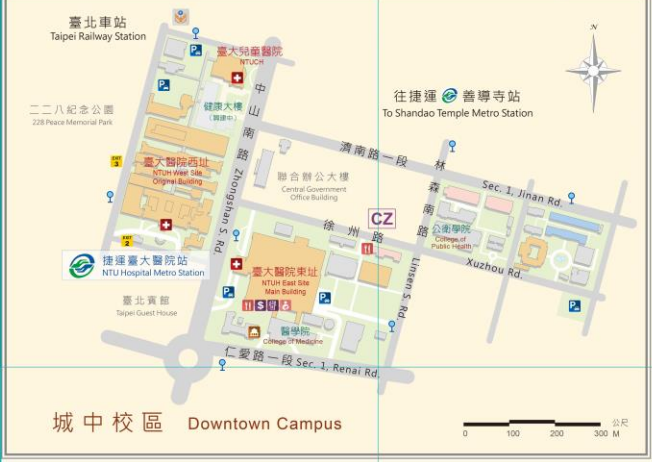 臺北車站
Taipei Railway Station
P
臺大兒童醫院
NTUCH
N
P
健康大樓
往捷運 善導寺站
To Shandao Temple Metro Station
二二八紀念公園
228 Peace Memorial Park
中山南路 Zhongshan S. Rd.
濟南路一段 Sec. 1, Jinan Rd.
EXIT 3
臺大醫院西址
NTUH West Site
Original Building
聯合辦公大樓
Central Government
Office Building
林森南路 Linsen S. Rd.
CZ
徐州路 Xuzhou Rd.
公衛學院
College of
Public Health
EXIT 2
捷運臺大醫院站
NTU Hospital Metro Station
臺大醫院東址
NTUH East Site
Main Building
P
P
P
臺北賓館
Taipei Guest House
$
醫學院
College of Medicine
仁愛路一段 Sec. 1, Renai Rd.
城中校區 Downtown Campus
公尺
0 100 200 300 M